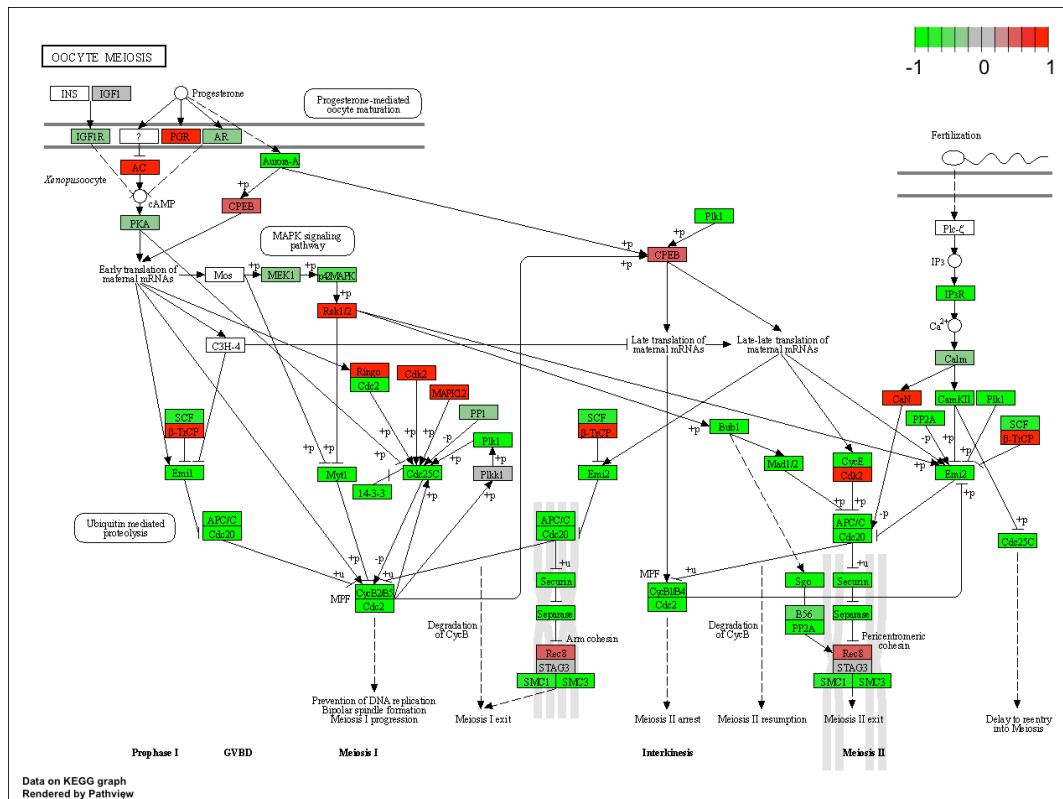 OOCYTE MEIOSIS
-1 0 1
INS IGF1
Progesterone
Progesterone-mediated
oocyte maturation
IGF1R ? PGR AR
Fertilization
AC
Aurora-A
Xenopus oocyte
cAMP
+p
CPEB
PKA
Plk1
Plc-ζ
MAPK signaling
pathway
+p
+p
+p
CPEB
IP3
Early translation of
maternal mRNAs
Mos
+p
MEK1
+p
p42MAPK
IP3R
+p
Rsk1/2
Ca2+
C3H-4
Late translation of
maternal mRNAs
Late-late translation of
maternal mRNAs
Calm
Ringo
Cdc2
Cdk2
MAPK12
CaN
CamKII
Plk1
PP1
PP2A
SCF
β-TrCP
SCF
β-TrCP
Bub1
SCF
β-TrCP
+p
+p
+p
+p
+p
-p
+p
+p
Plk1
+p
-p
+p
+p
Emi1
Myt1
Cdc25C
Plkk1
Emi2
Mad1/2
CycE
Cdk2
Emi2
14-3-3
+p
+p
+p
-p
+p
Ubiquitin mediated
proteolysis
APC/C
Cdc20
APC/C
Cdc20
APC/C
Cdc20
Cdc25C
+p
-p
+u
+u
MPF
+u
+u
MPF
CycB2/B5
Cdc2
Securin
CycB1/B4
Cdc2
Sgo
Securin
Separase
B56
PP2A
Separase
Degradation
of CycB
Arm cohesin
Degradation
of CycB
Pericentromeric
cohesin
Rec8
STAG3
Rec8
STAG3
SMC1 SMC3
SMC1 SMC3
Prevention of DNA replication
Bipolar spindle formation
Meiosis I progression
Meiosis I exit
Meiosis II arrest
Meiosis II resumption
Meiosis II exit
Delay to reentry
into Meiosis
Prophase I
GVBD
Meiosis I
Interkinesis
Meiosis II
Data on KEGG graph
Rendered by Pathview